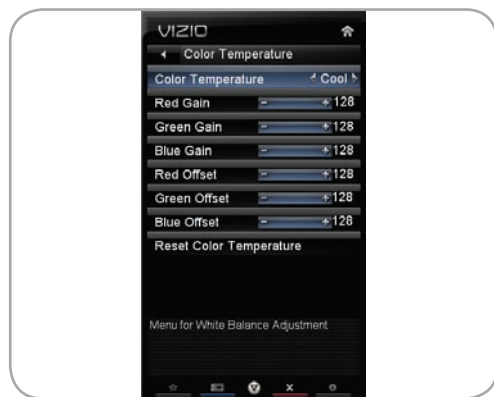 VIZIO
Color Temperature
Color Temperature Cool
Red Gain - + 128
Green Gain - + 128
Blue Gain - + 128
Red Offset - + 128
Green Offset - + 128
Blue Offset - + 128
Reset Color Temperature
Menu for White Balance Adjustment